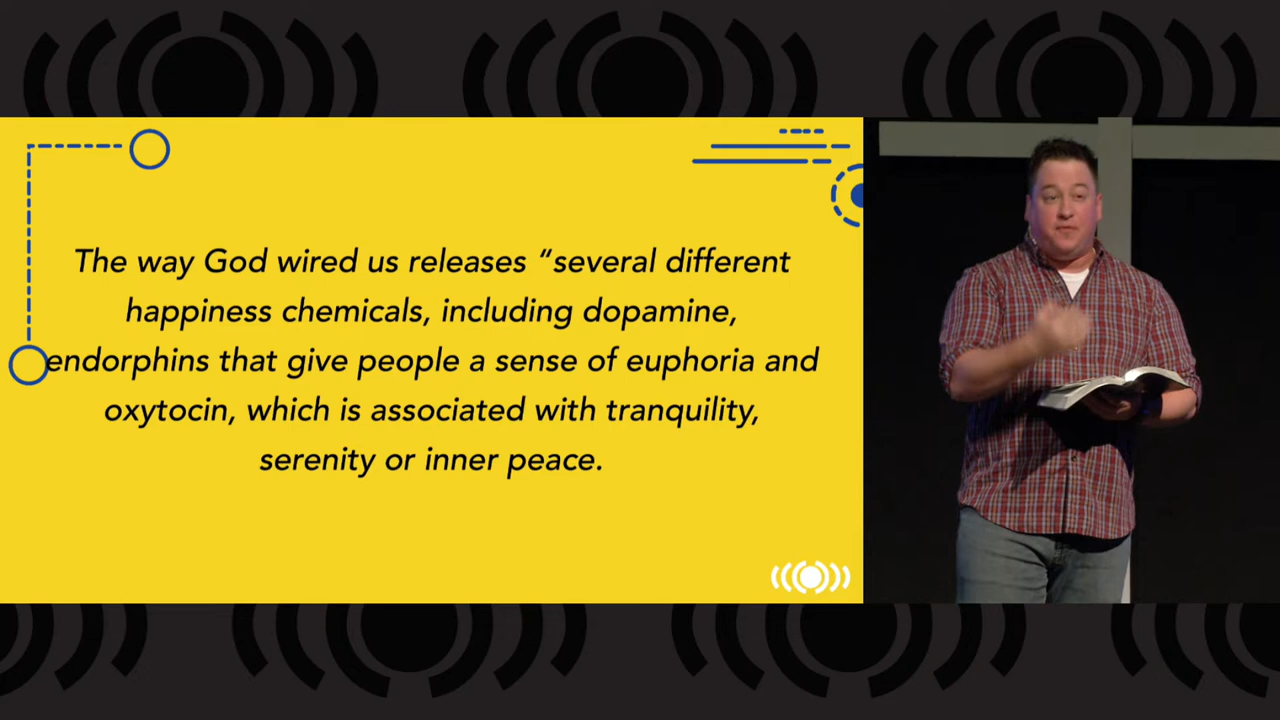 The way God wired us releases “several different
happiness chemicals, including dopamine,
endorphins that give people a sense of euphoria and
oxytocin, which is associated with tranquility,
serenity or inner peace.